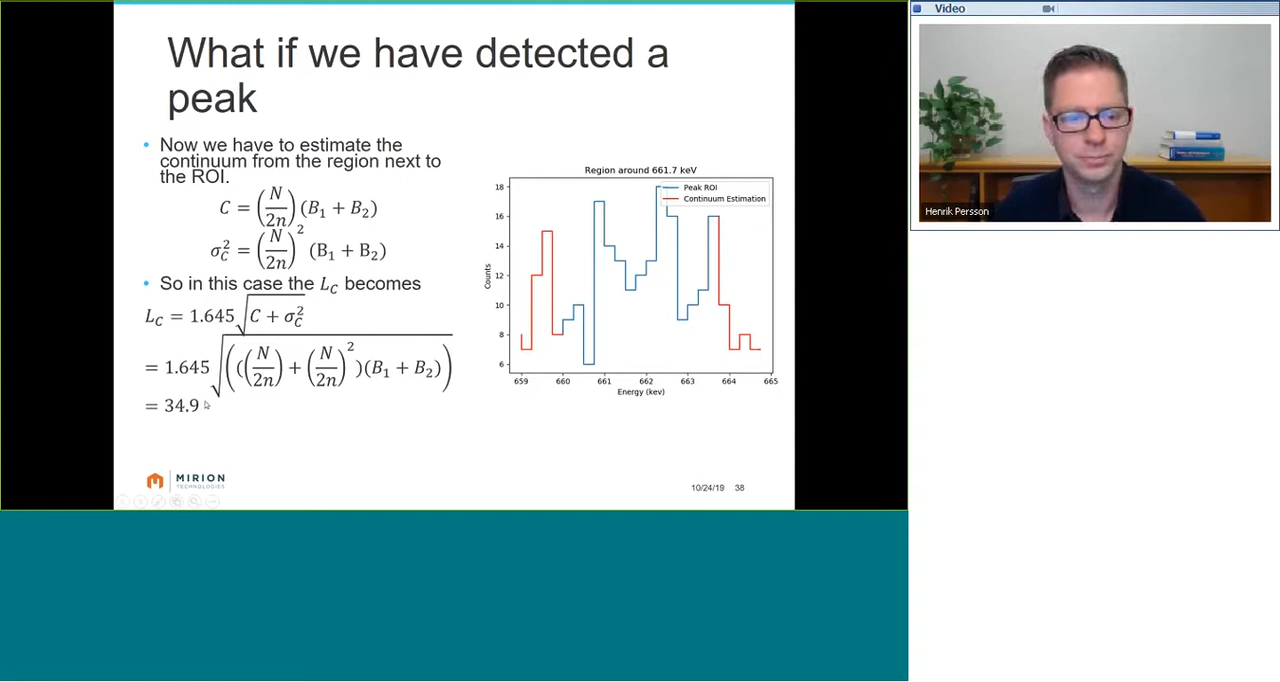 What if we have detected a
peak
• Now we have to estimate the
continuum from the region next to
the ROI.
C = (N/2n) (B₁ + B₂)
σ_C² = (N/2n)² (B₁ + B₂)
• So in this case the L_C becomes
L_C = 1.645√(C + σ_C²)
= 1.645√(((N/2n) + (N/2n)²)(B₁ + B₂))
= 34.9
Region around 661.7 keV
Peak ROI
Continuum Estimation
Counts
18
16
14
12
10
8
6
659 660 661 662 663 664 665
Energy (kev)
MIRION
TECHNOLOGIES
10/24/19 38
Video
Henrik Persson